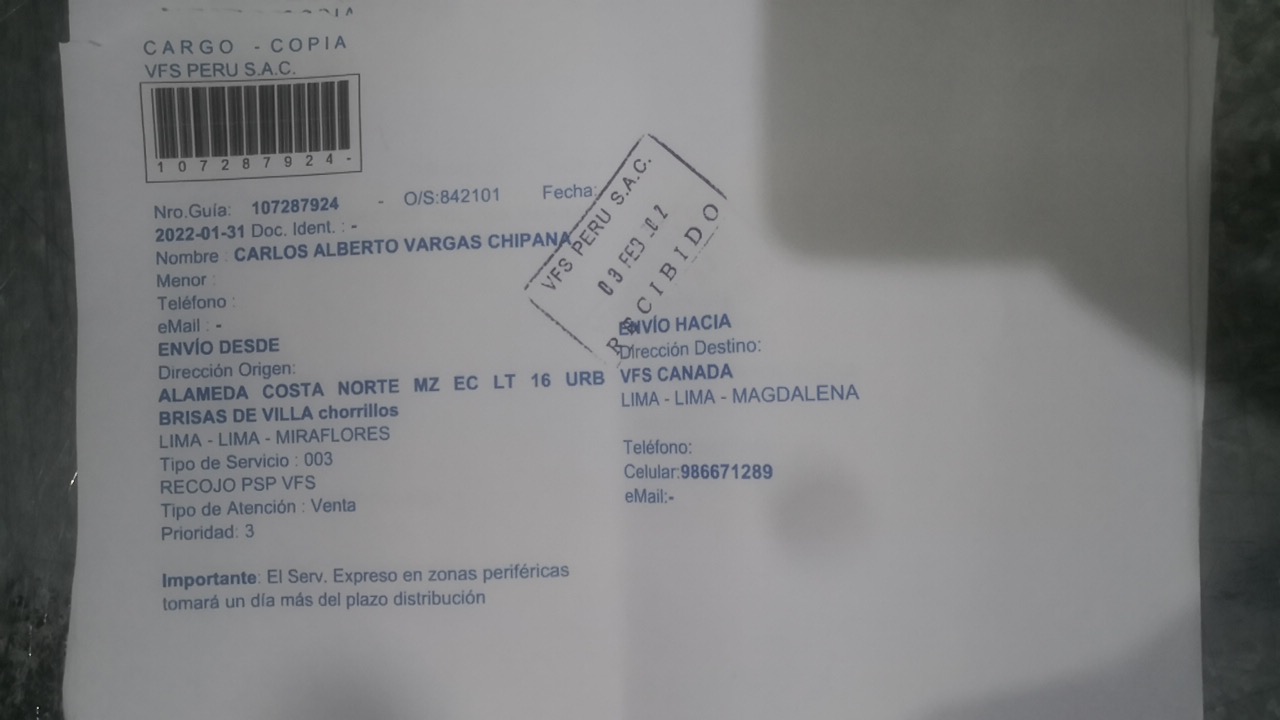 CARGO - COPIA
VFS PERU S.A.C.
107287924-
Nro.Guía: 107287924 - O/S:842101 Fecha:
2022-01-31 Doc. Ident. : -
Nombre : CARLOS ALBERTO VARGAS CHIPANA
Menor :
Teléfono :
eMail : -
ENVÍO DESDE
Dirección Origen:
ALAMEDA COSTA NORTE MZ EC LT 16 URB
BRISAS DE VILLA chorrillos
LIMA - LIMA - MIRAFLORES
Tipo de Servicio : 003
RECOJO PSP VFS
Tipo de Atención : Venta
Prioridad: 3
Importante: El Serv. Expreso en zonas periféricas
tomará un día más del plazo distribución
VFS PERU S.A.C.
03 FEB
RECIBIDO
ENVÍO HACIA
Dirección Destino:
VFS CANADA
LIMA - LIMA - MAGDALENA
Teléfono:
Celular:986671289
eMail:-